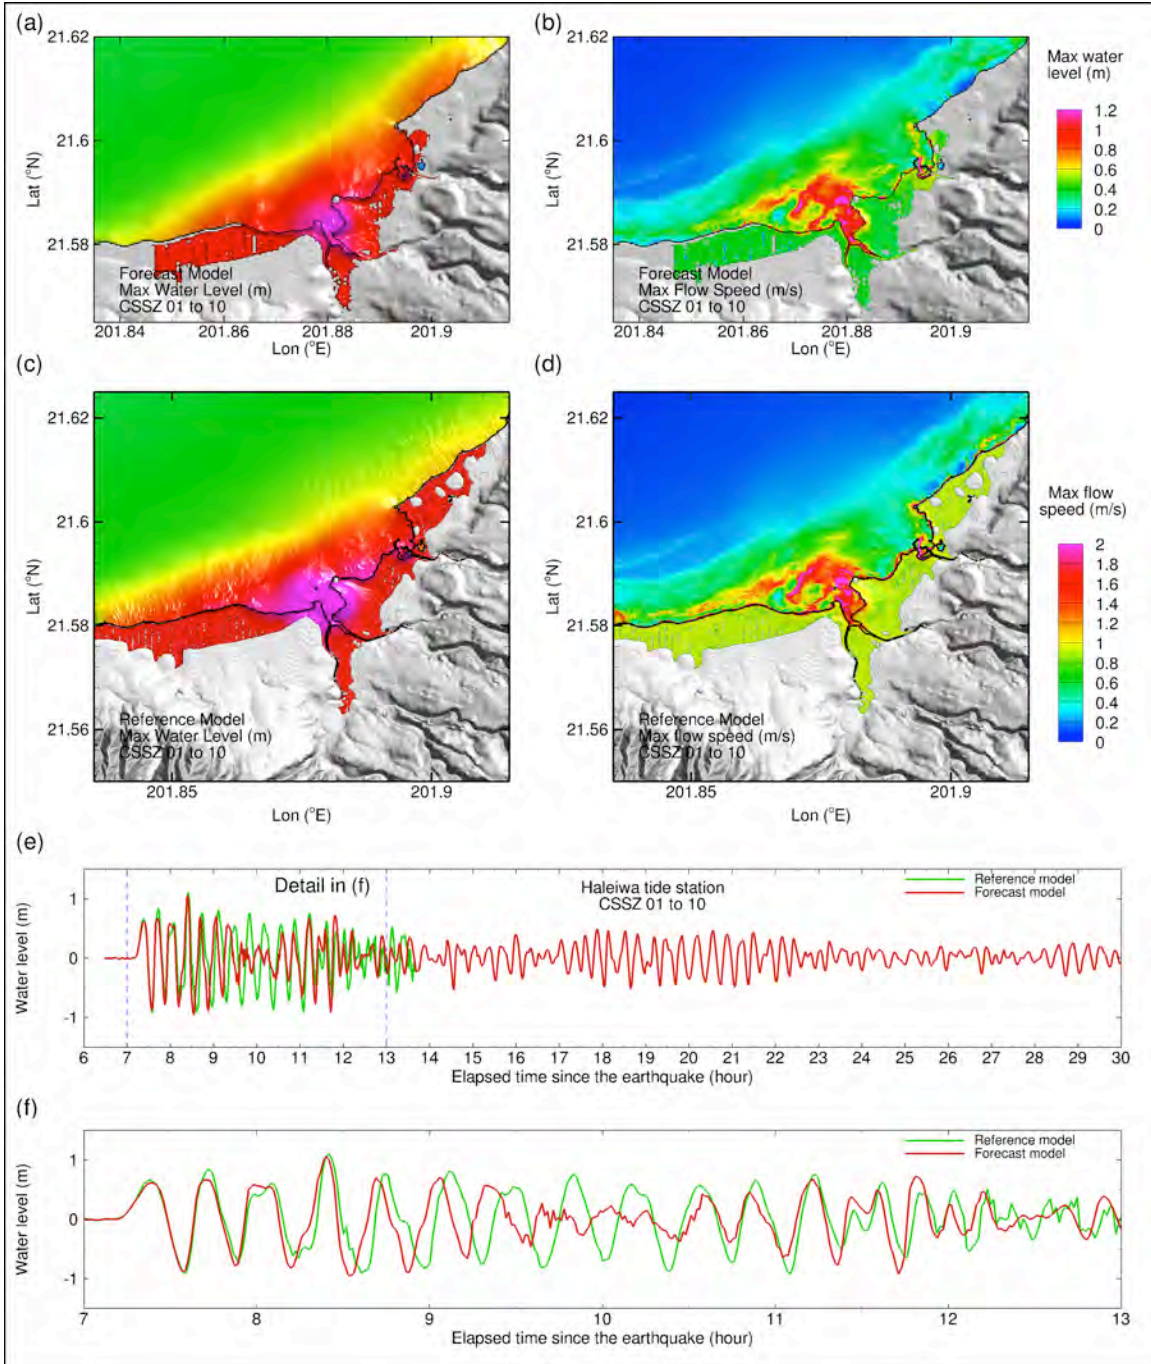 (a)
21.62
21.6
21.58
Lat (°N)
Forecast Model
Max Water Level (m)
CSSZ 01 to 10
201.84
201.86
201.88
201.9
Lon (°E)
(b)
21.62
21.6
21.58
Lat (°N)
Forecast Model
Max Flow Speed (m/s)
CSSZ 01 to 10
201.84
201.86
201.88
201.9
Lon (°E)
Max water
level (m)
1.2
1
0.8
0.6
0.4
0.2
0
(c)
21.62
21.6
21.58
21.56
Lat (°N)
Reference Model
Max Water Level (m)
CSSZ 01 to 10
201.85
201.9
Lon (°E)
(d)
21.62
21.6
21.58
21.56
Lat (°N)
Reference Model
Max flow speed (m/s)
CSSZ 01 to 10
201.85
201.9
Lon (°E)
Max flow
speed (m/s)
2
1.8
1.6
1.4
1.2
1
0.8
0.6
0.4
0.2
0
(e)
Detail in (f)
Haleiwa tide station
CSSZ 01 to 10
Reference model
Forecast model
Water level (m)
1
0
-1
6 7 8 9 10 11 12 13 14 15 16 17 18 19 20 21 22 23 24 25 26 27 28 29 30
Elapsed time since the earthquake (hour)
(f)
Reference model
Forecast model
Water level (m)
1
0
-1
7 8 9 10 11 12 13
Elapsed time since the earthquake (hour)